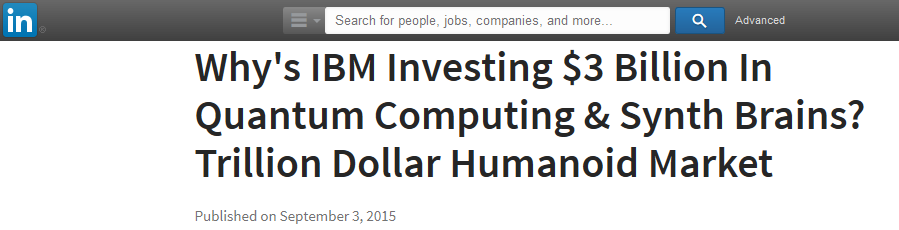 in
Search for people, jobs, companies, and more...
Advanced
Why's IBM Investing $3 Billion In
Quantum Computing & Synth Brains?
Trillion Dollar Humanoid Market
Published on September 3, 2015